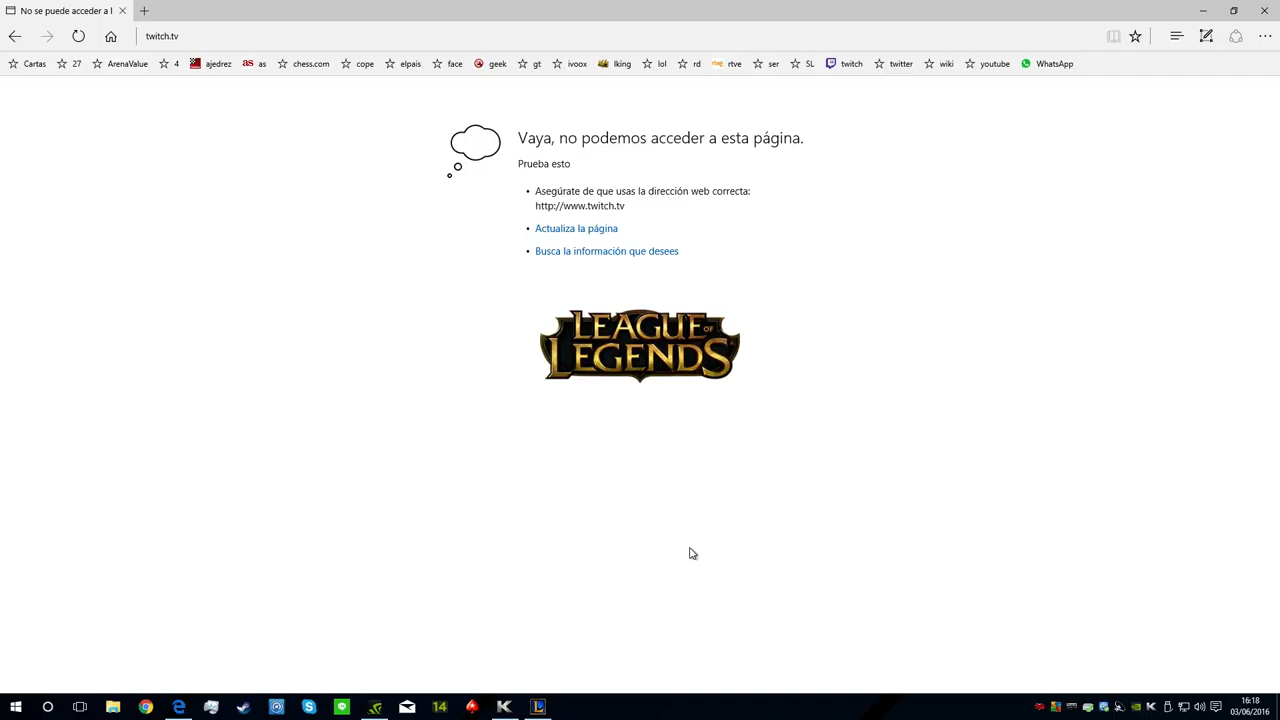 No se puede acceder a l
twitch.tv
Cartas 27 ArenaValue 4 ajedrez as as chess.com cope elpais face geek gt ivoox lking lol rd rtve rtve ser SL twitch twitter wiki youtube WhatsApp
Vaya, no podemos acceder a esta página.
Prueba esto
• Asegúrate de que usas la dirección web correcta:
http://www.twitch.tv
• Actualiza la página
• Busca la información que desees
LEAGUE OF
LEGENDS
14
16:18
03/06/2016